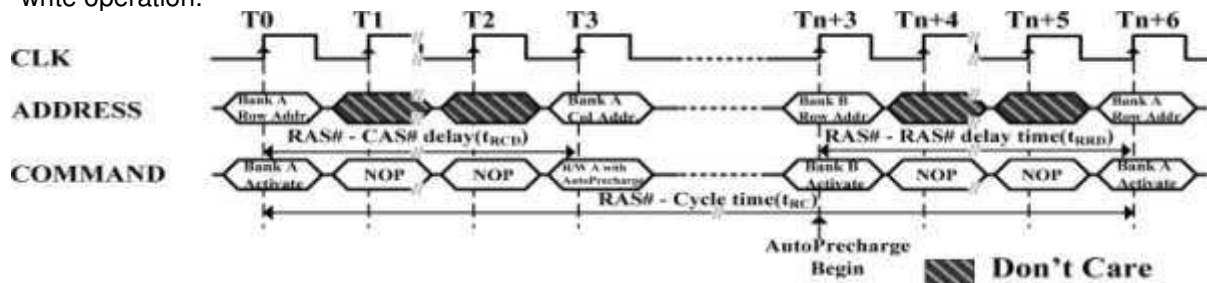 write operation.
T0 T1 T2 T3 Tn+3 Tn+4 Tn+5 Tn+6
CLK
ADDRESS Bank A Row Addr. Bank A Col Addr. Bank B Row Addr. Bank A Row Addr.
RAS# - CAS# delay(tRCD) RAS# - RAS# delay time(tRRD)
COMMAND Bank A Activate NOP NOP R/W A with AutoPrecharge Bank B Activate NOP NOP Bank A Activate
RAS# - Cycle time(tRC)
AutoPrecharge
Begin
Don't Care